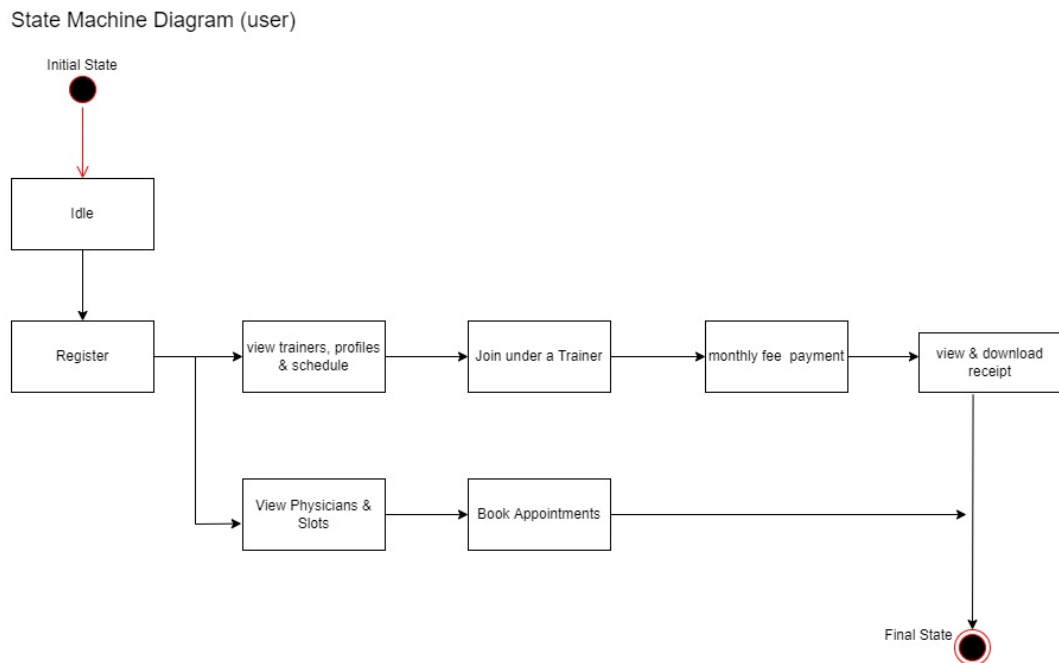 State Machine Diagram (user)
Initial State
Idle
Register
view trainers, profiles
& schedule
Join under a Trainer
monthly fee  payment
view & download
receipt
View Physicians &
Slots
Book Appointments
Final State